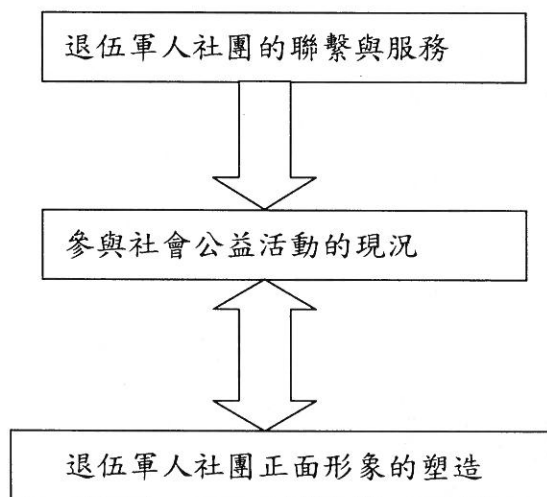 退伍軍人社團的聯繫與服務
參與社會公益活動的現況
退伍軍人社團正面形象的塑造